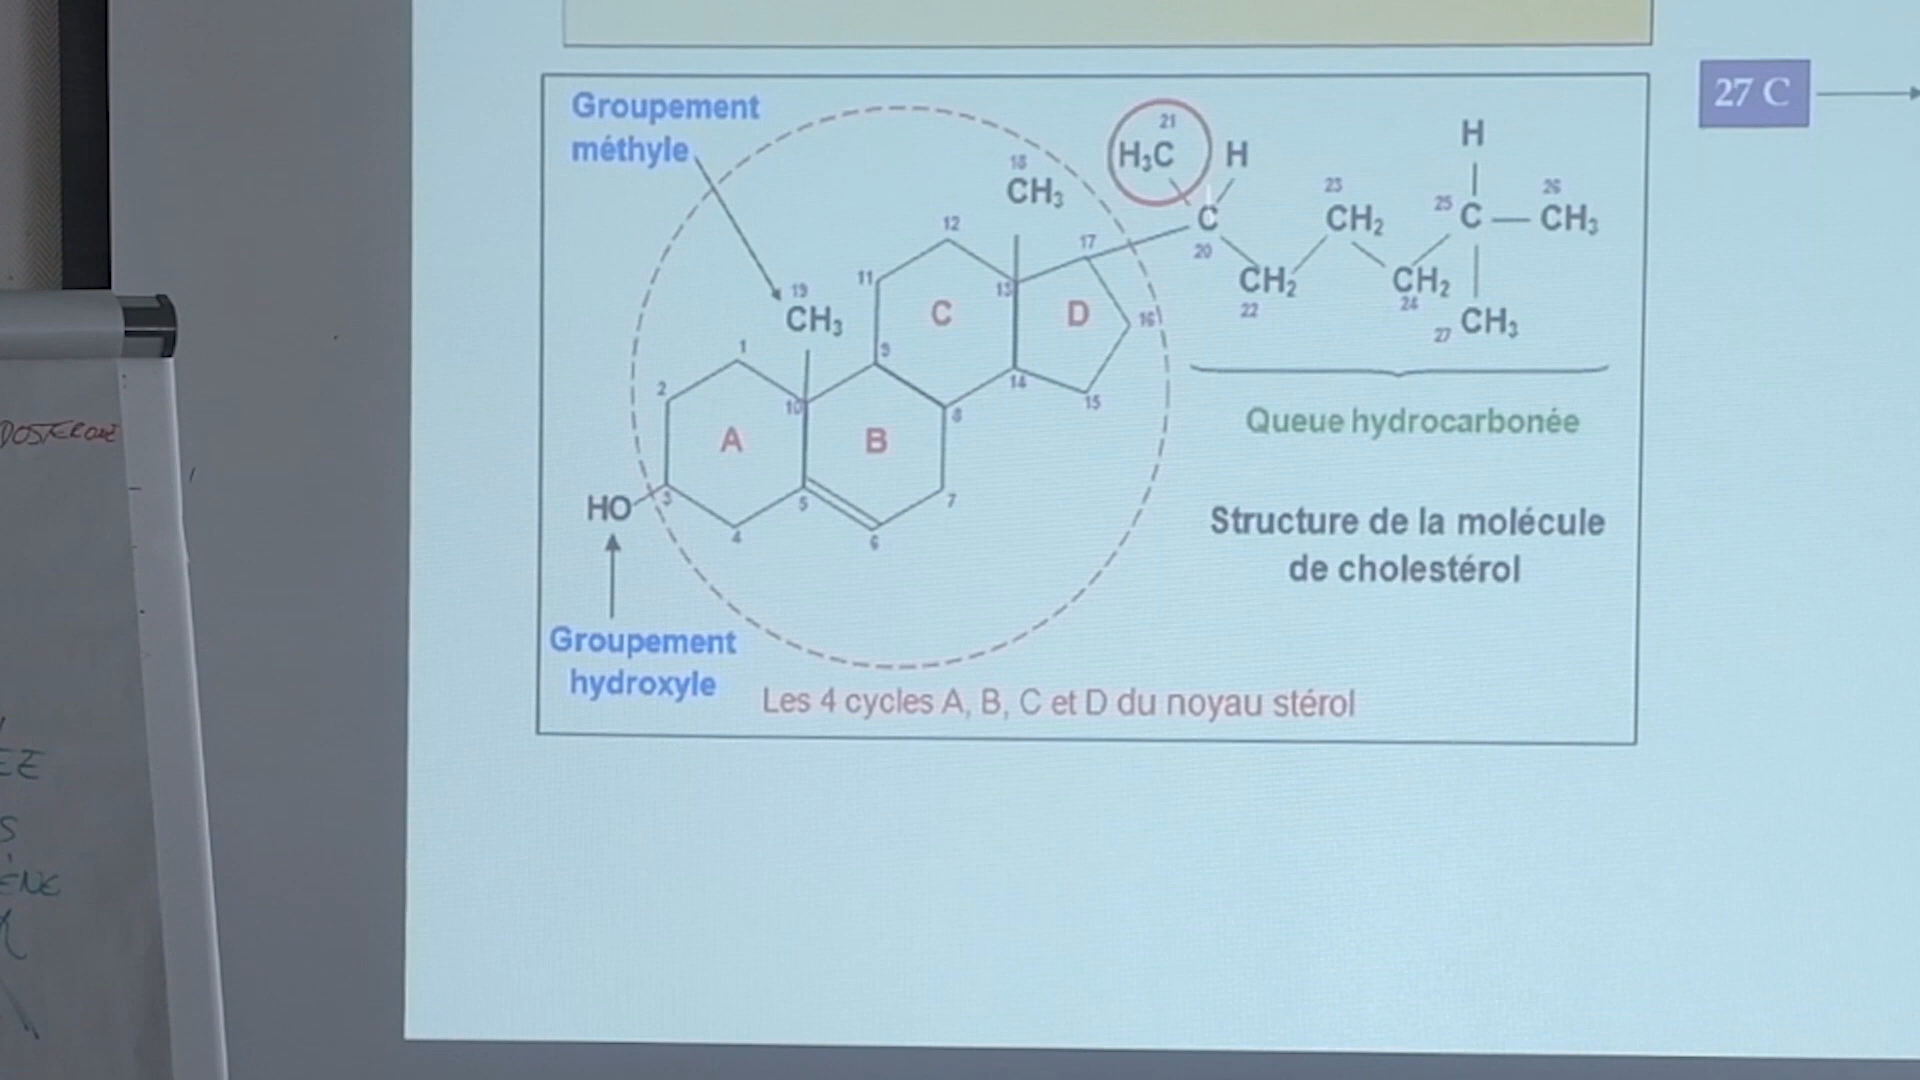 27 C
Groupement
méthyle
21
H₃C
H
H
18
CH₃
23
CH₂
25
C
26
CH₃
12
17
C
20
11
13
C
D
16
CH₂
22
CH₂
24
19
CH₃
27
CH₃
1
9
14
15
2
10
8
A
B
Queue hydrocarbonée
HO
3
5
7
4
6
Structure de la molécule
de cholestérol
Groupement
hydroxyle
Les 4 cycles A, B, C et D du noyau stérol
DOSTERONE
ÈNE